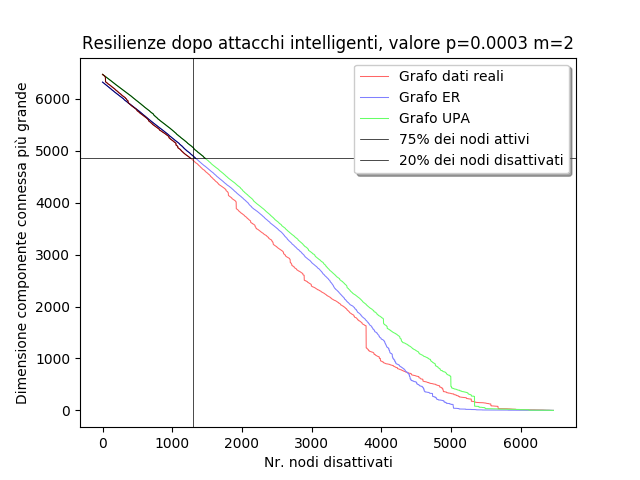 Resilienze dopo attacchi intelligenti, valore p=0.0003 m=2
Dimensione componente connessa più grande
6000
5000
4000
3000
2000
1000
0
Grafo dati reali
Grafo ER
Grafo UPA
75% dei nodi attivi
20% dei nodi disattivati
0 1000 2000 3000 4000 5000 6000
Nr. nodi disattivati